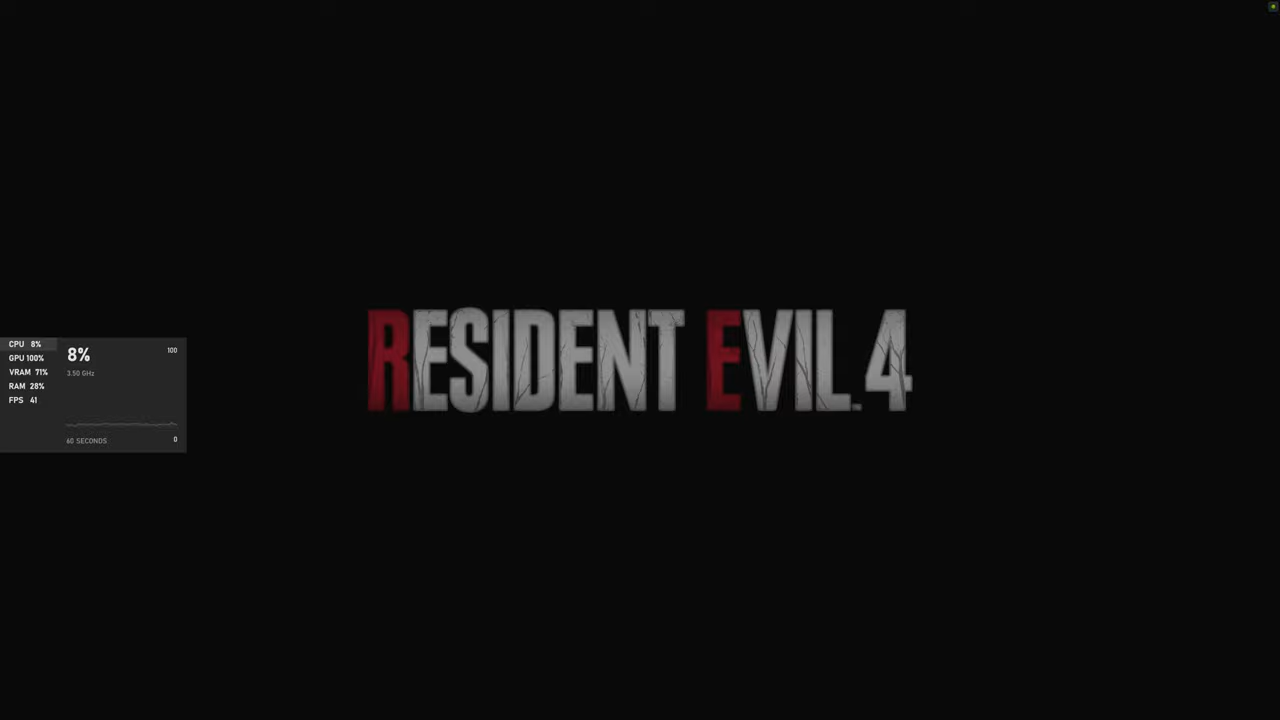 RESIDENT EVIL 4
CPU 8%
GPU 100%
VRAM 71%
RAM 28%
FPS 41
8%
3.50 GHz
100
60 SECONDS
0